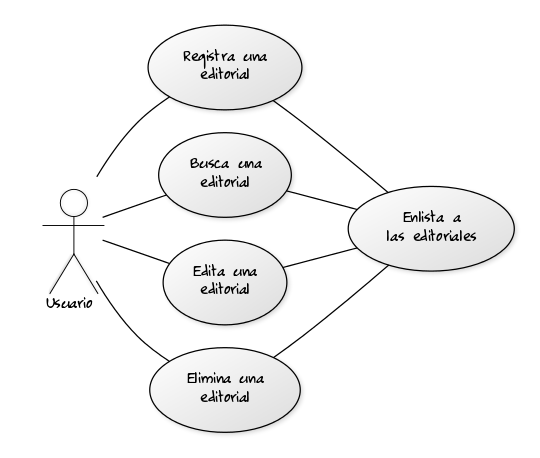 Registra una
editorial
Busca una
editorial
Enlista a
las editoriales
Edita una
editorial
Usuario
Elimina una
editorial